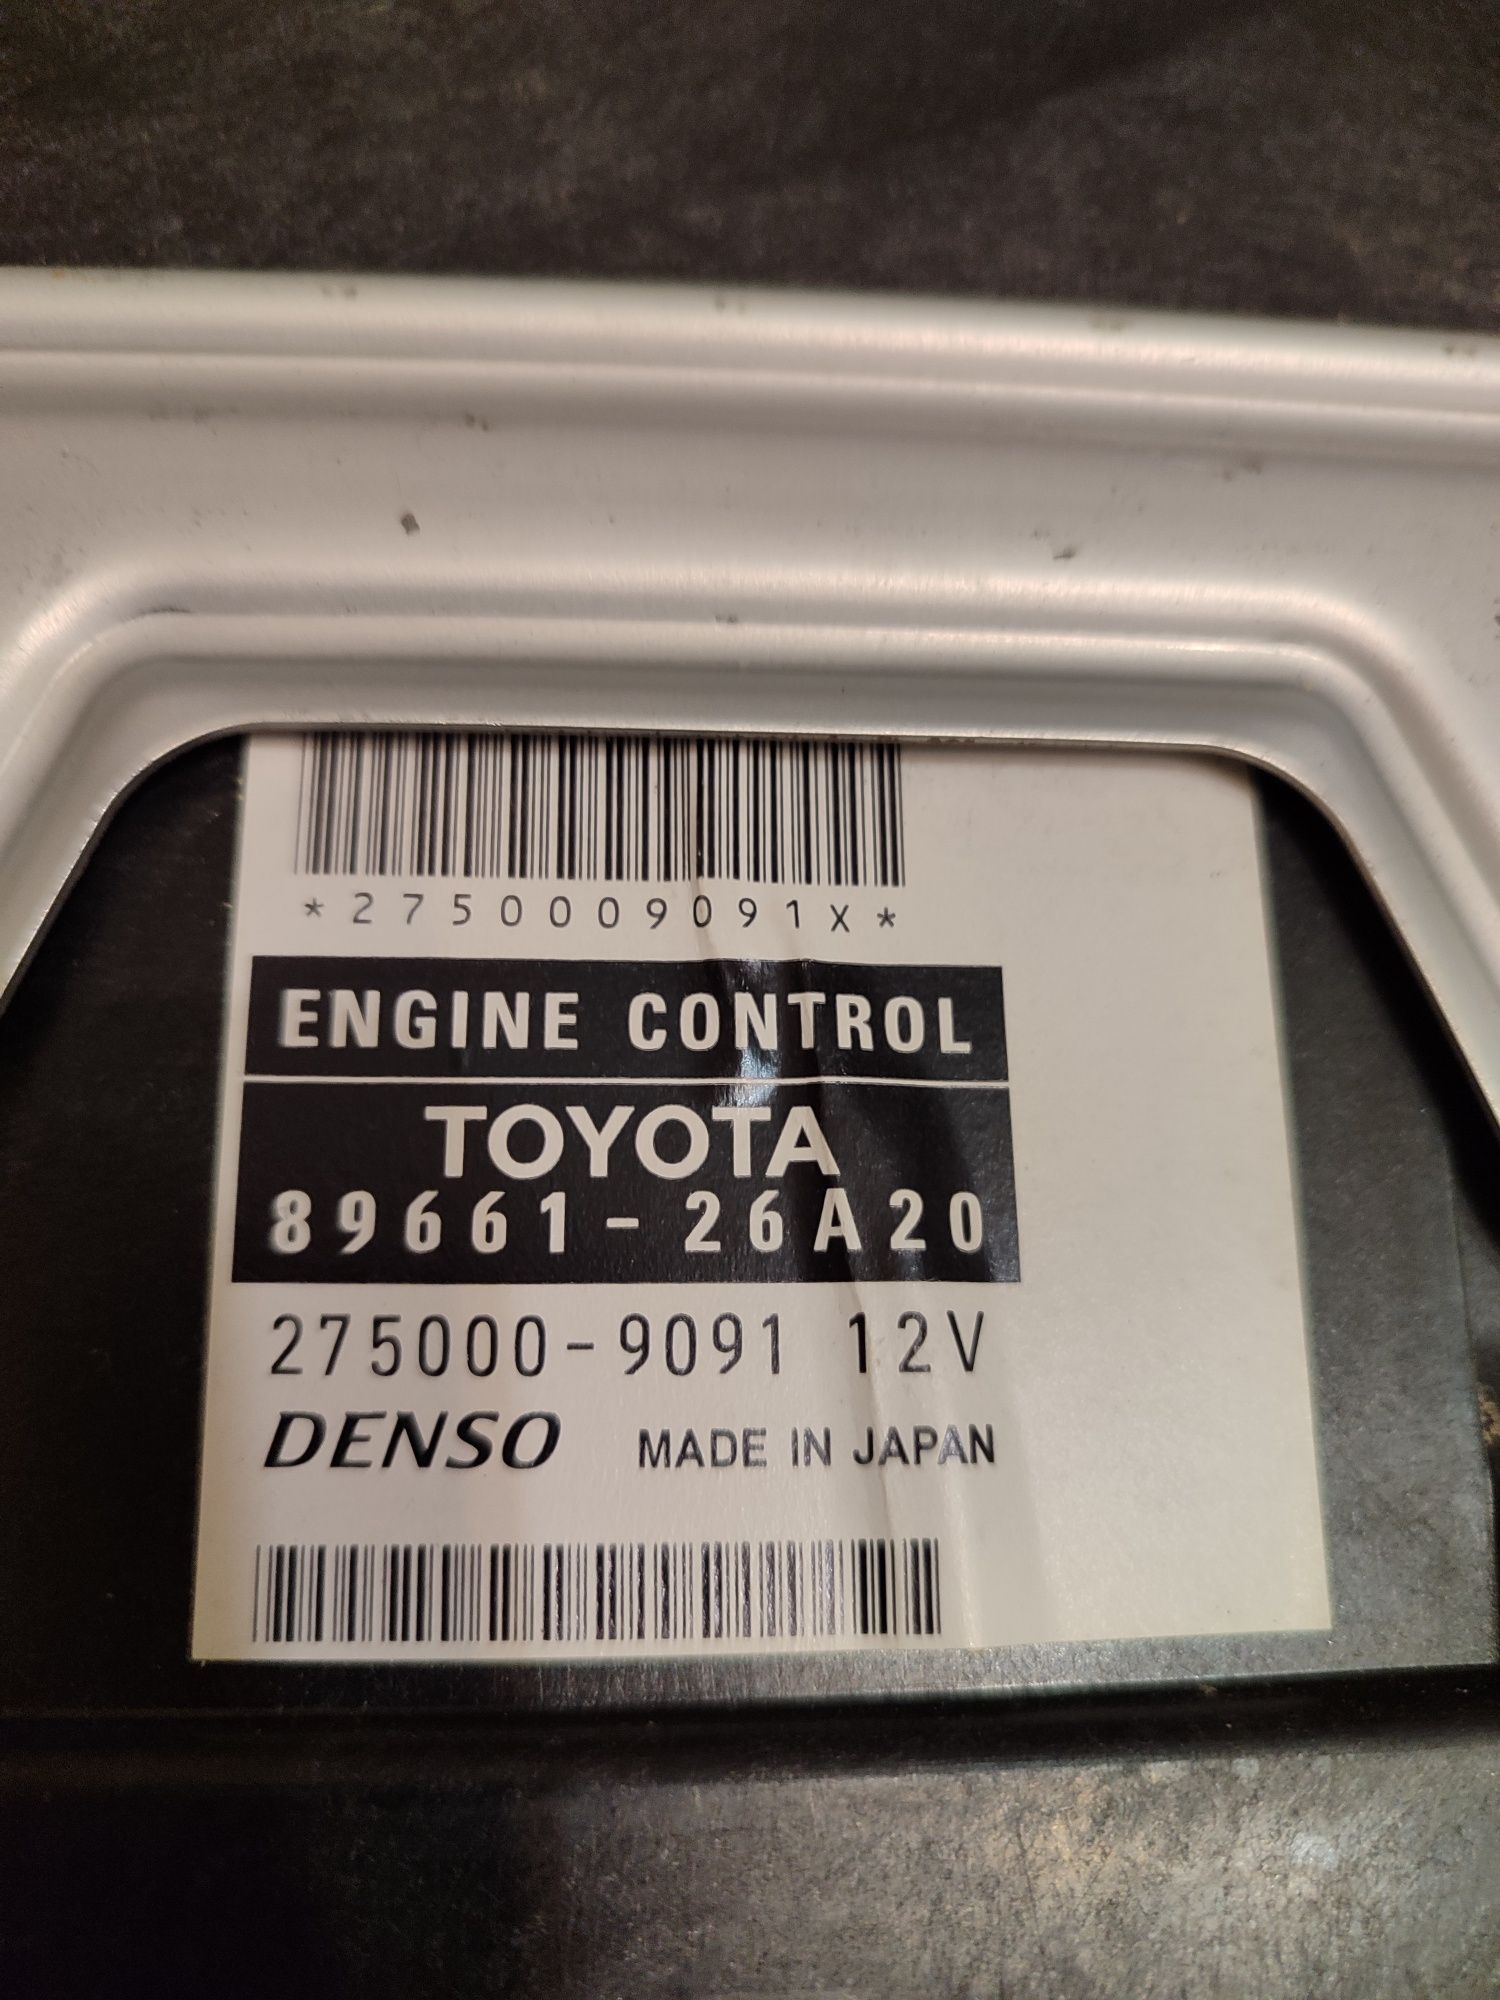 *2750009091X*
ENGINE CONTROL
TOYOTA
89661-26A20
275000-9091 12V
DENSO MADE IN JAPAN